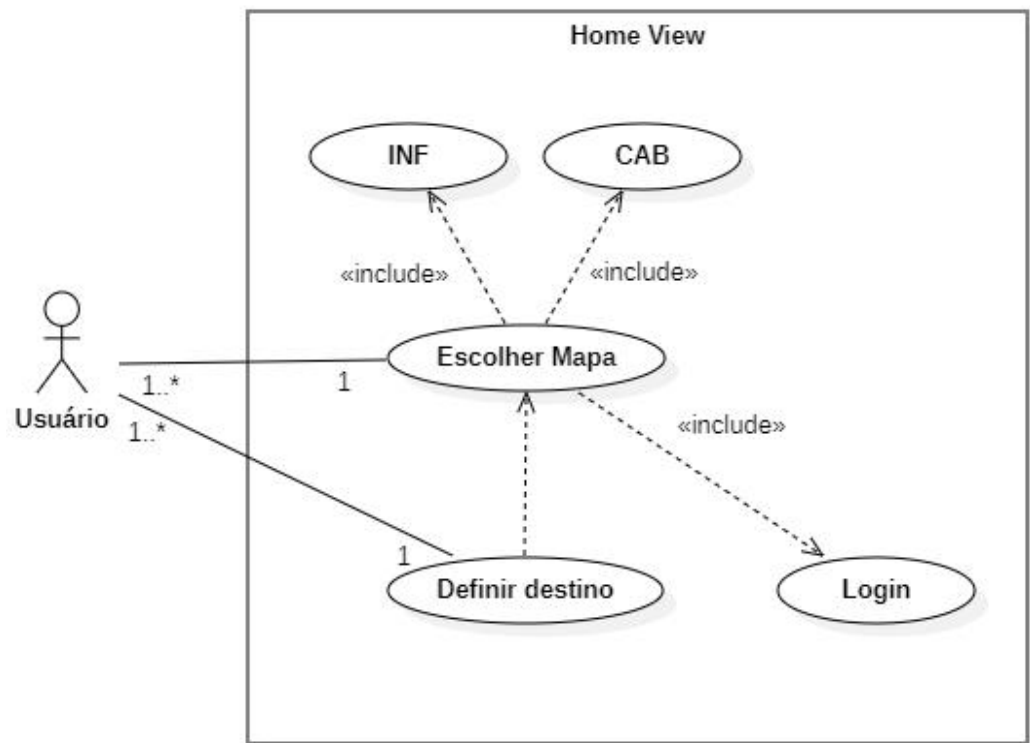 Home View
INF
CAB
«include»
«include»
Escolher Mapa
1..*
1
Usuário
1..*
«include»
1
Definir destino
Login